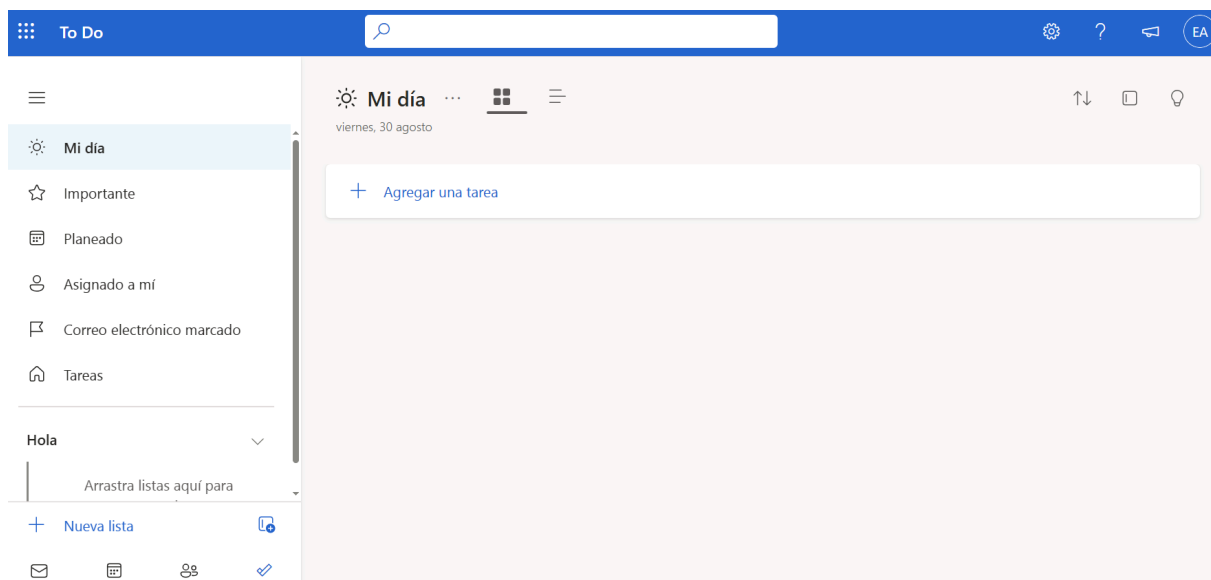 To Do
EA
Mi día
viernes, 30 agosto
Agregar una tarea
Mi día
Importante
Planeado
Asignado a mí
Correo electrónico marcado
Tareas
Hola
Arrastra listas aquí para
Nueva lista